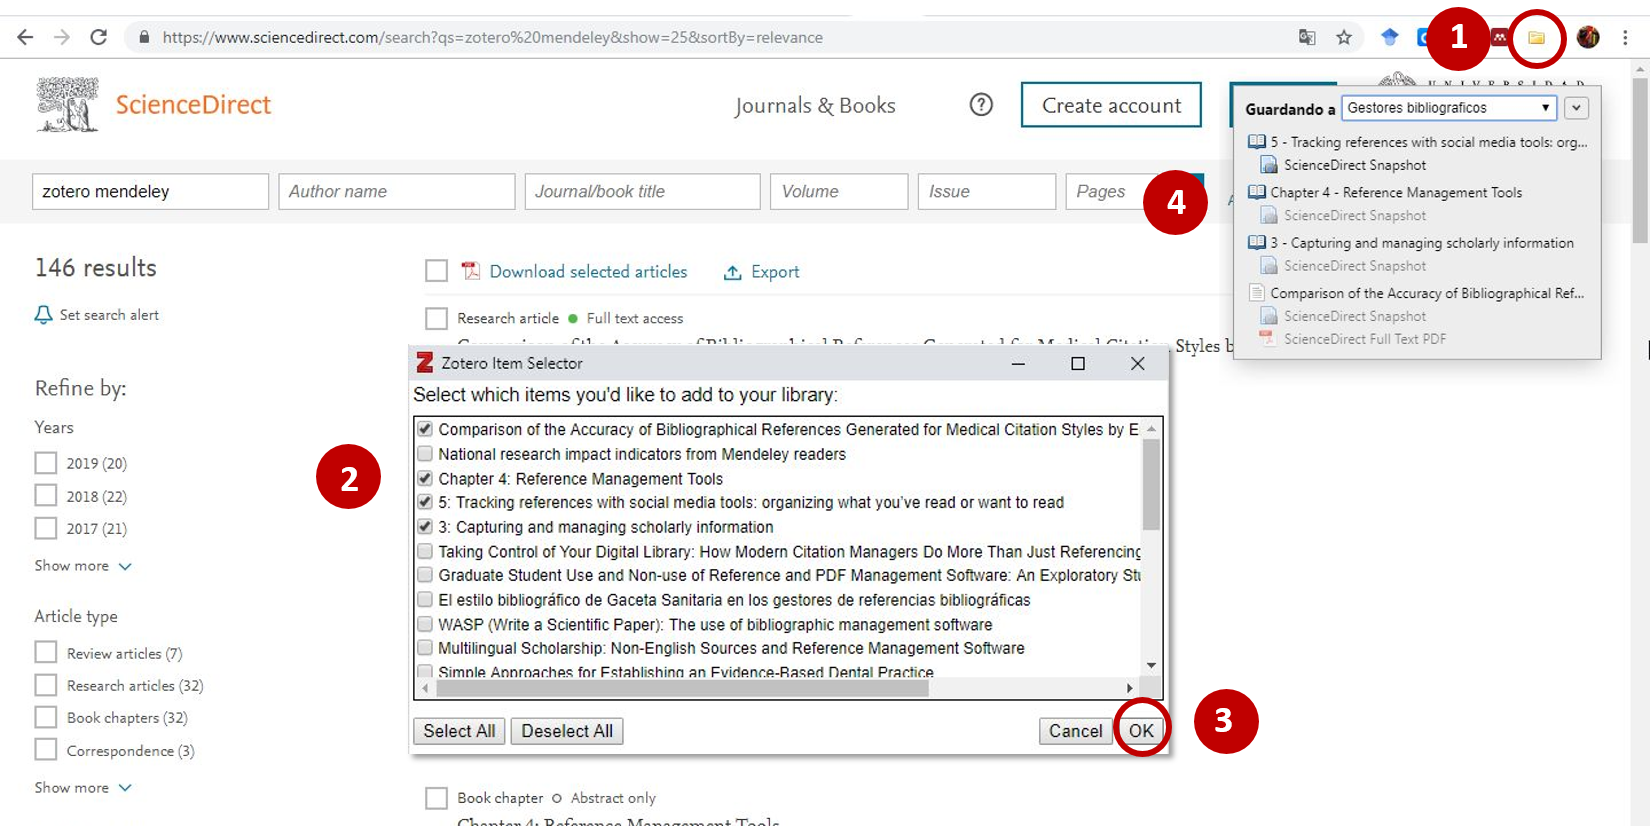 https://www.sciencedirect.com/search?qs=zotero%20mendeley&show=25&sortBy=relevance
1
ScienceDirect
Journals & Books
?
Create account
UNIVERSIDAD
Guardando a
Gestores bibliograficos
5 - Tracking references with social media tools: org...
ScienceDirect Snapshot
Chapter 4 - Reference Management Tools
ScienceDirect Snapshot
3 - Capturing and managing scholarly information
ScienceDirect Snapshot
Comparison of the Accuracy of Bibliographical Ref...
ScienceDirect Snapshot
ScienceDirect Full Text PDF
zotero mendeley
Author name
Journal/book title
Volume
Issue
Pages
4
146 results
Set search alert
Refine by:
Years
2019 (20)
2018 (22)
2017 (21)
Show more
Article type
Review articles (7)
Research articles (32)
Book chapters (32)
Correspondence (3)
Show more
Download selected articles
Export
Research article
Full text access
Comparison of the Accuracy of Bibliographical References Generated for Medical Citation Styles b
2
Z Zotero Item Selector
Select which items you'd like to add to your library:
Comparison of the Accuracy of Bibliographical References Generated for Medical Citation Styles by E
National research impact indicators from Mendeley readers
Chapter 4: Reference Management Tools
5: Tracking references with social media tools: organizing what you've read or want to read
3: Capturing and managing scholarly information
Taking Control of Your Digital Library: How Modern Citation Managers Do More Than Just Referencing
Graduate Student Use and Non-use of Reference and PDF Management Software: An Exploratory Stu
El estilo bibliográfico de Gaceta Sanitaria en los gestores de referencias bibliográficas
WASP (Write a Scientific Paper): The use of bibliographic management software
Multilingual Scholarship: Non-English Sources and Reference Management Software
Simple Approaches for Establishing an Evidence-Based Dental Practice
Select All
Deselect All
Cancel
OK
3
Book chapter
Abstract only
Chapter 4: Reference Management Tools